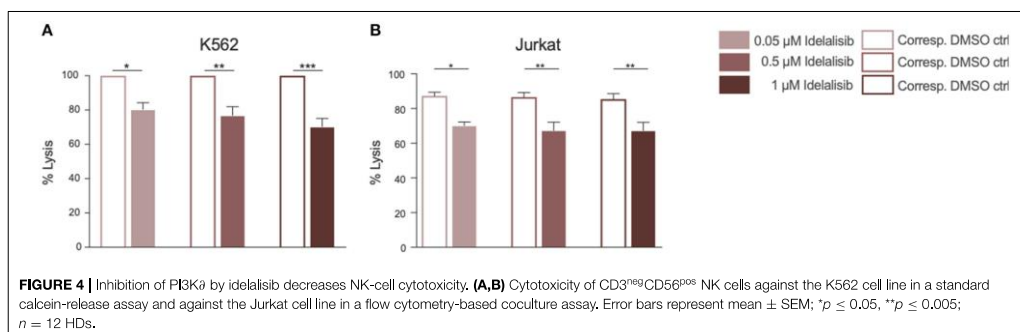 A
K562
% Lysis
100
80
60
40
20
0
*
**
***
B
Jurkat
% Lysis
100
80
60
40
20
0
*
**
**
0.05 µM Idelalisib Corresp. DMSO ctrl
0.5 µM Idelalisib Corresp. DMSO ctrl
1 µM Idelalisib Corresp. DMSO ctrl
FIGURE 4 | Inhibition of PI3K∂ by idelalisib decreases NK-cell cytotoxicity. (A,B) Cytotoxicity of CD3negCD56pos NK cells against the K562 cell line in a standard
calcein-release assay and against the Jurkat cell line in a flow cytometry-based coculture assay. Error bars represent mean ± SEM; *p ≤ 0.05, **p ≤ 0.005;
n = 12 HDs.